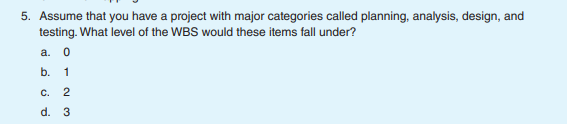 5. Assume that you have a project with major categories called planning, analysis, design, and
testing. What level of the WBS would these items fall under?
a. 0
b. 1
c. 2
d. 3